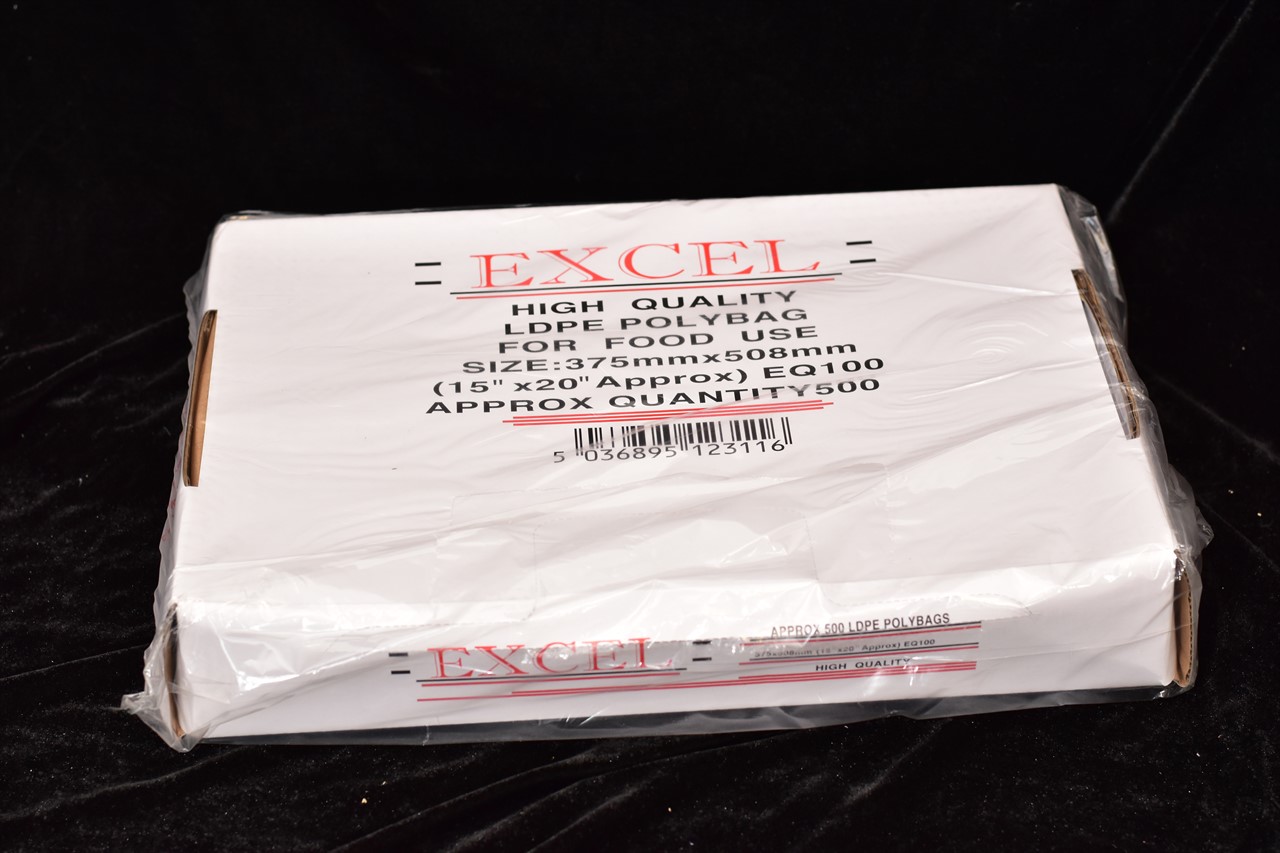 EXCEL
HIGH QUALITY
LDPE POLYBAG
FOR FOOD USE
SIZE:375mmx508mm
(15"x20"Approx) EQ100
APPROX QUANTITY500
5 036895 123116
EXCEL
APPROX 500 LDPE POLYBAGS
375x508mm (15"x20" Approx) EQ100
HIGH QUALITY